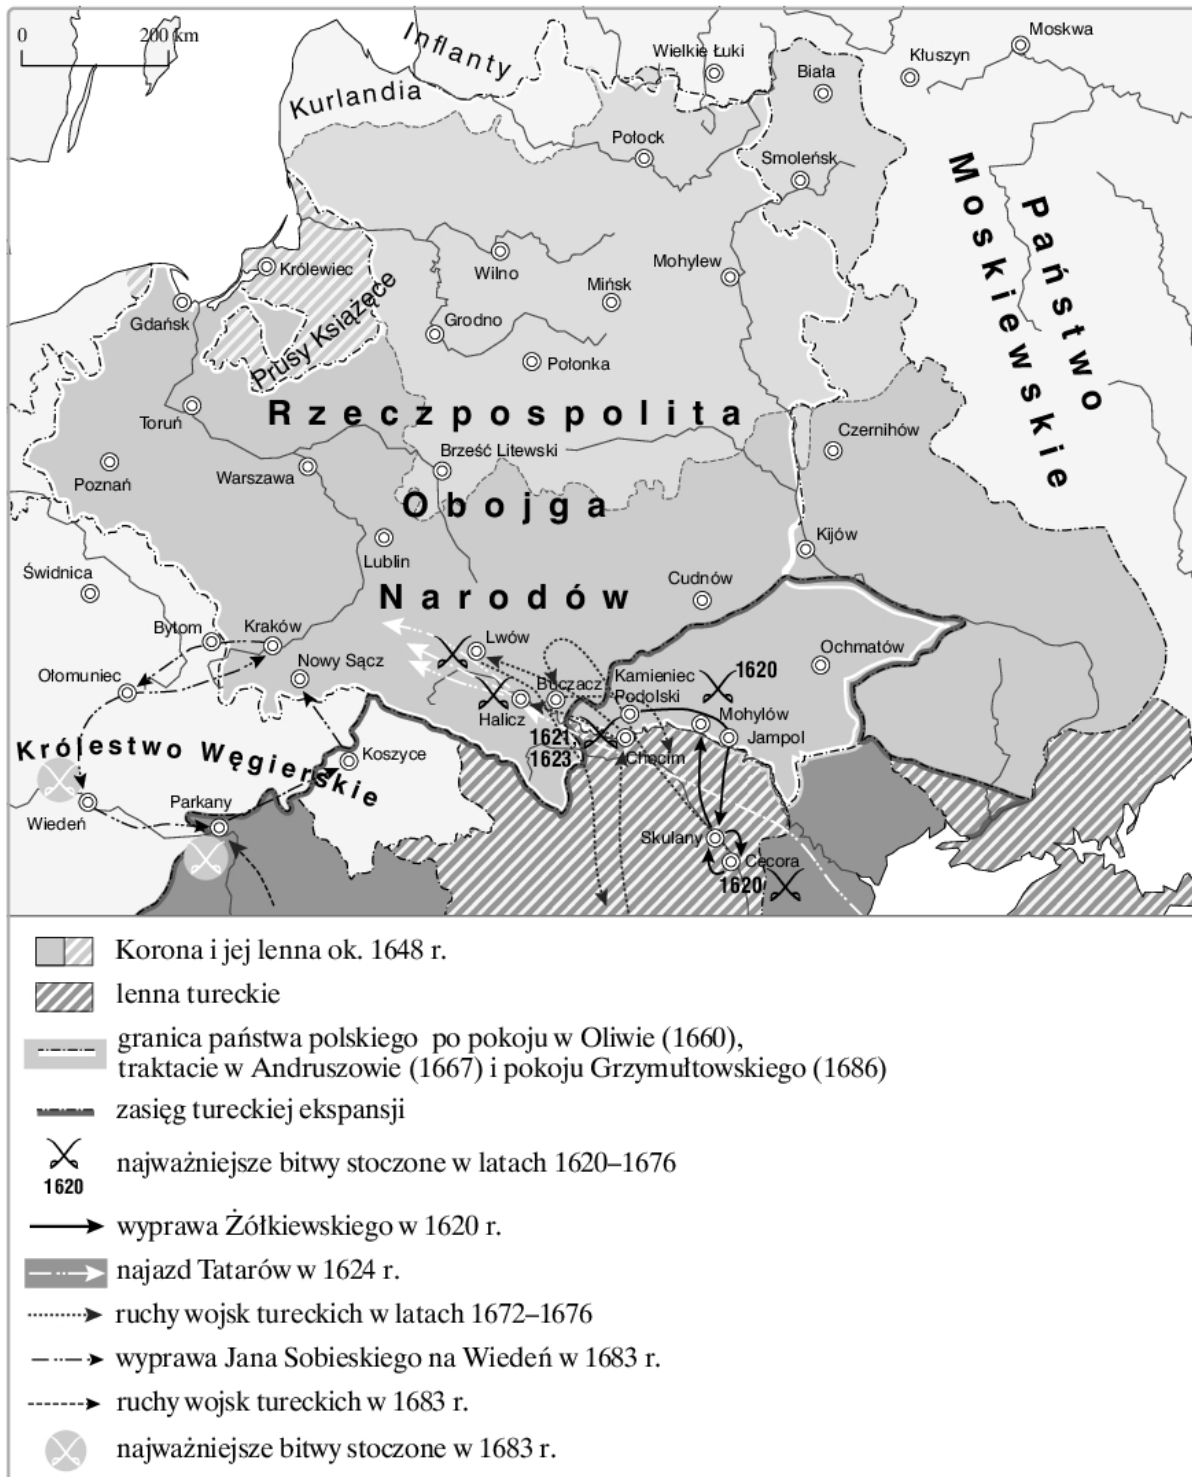 0
200 km
Inflanty
Kurlandia
Wielkie Łuki
Biała
Kłuszyn
Moskwa
Połock
Smoleńsk
Państwo
Moskiewskie
Królewiec
Wilno
Mohylew
Mińsk
Gdańsk
Prusy Książęce
Grodno
Połonka
Toruń
Rzeczpospolita
Czernihów
Poznań
Warszawa
Brześć Litewski
Obojga
Kijów
Lublin
Świdnica
Cudnów
Narodów
Bytom
Kraków
Lwów
Ochmatów
Ołomuniec
Nowy Sącz
Buczacz
Kamieniec
Podolski
1620
Halicz
Mohylów
1621
Jampol
Królestwo Węgierskie
Koszyce
1623
Chocim
Parkany
Wiedeń
Skulany
Cecora
1620
Korona i jej lenna ok. 1648 r.
lenna tureckie
granica państwa polskiego po pokoju w Oliwie (1660),
traktacie w Andruszowie (1667) i pokoju Grzymułtowskiego (1686)
zasięg tureckiej ekspansji
najważniejsze bitwy stoczone w latach 1620–1676
1620
wyprawa Żółkiewskiego w 1620 r.
najazd Tatarów w 1624 r.
ruchy wojsk tureckich w latach 1672–1676
wyprawa Jana Sobieskiego na Wiedeń w 1683 r.
ruchy wojsk tureckich w 1683 r.
najważniejsze bitwy stoczone w 1683 r.